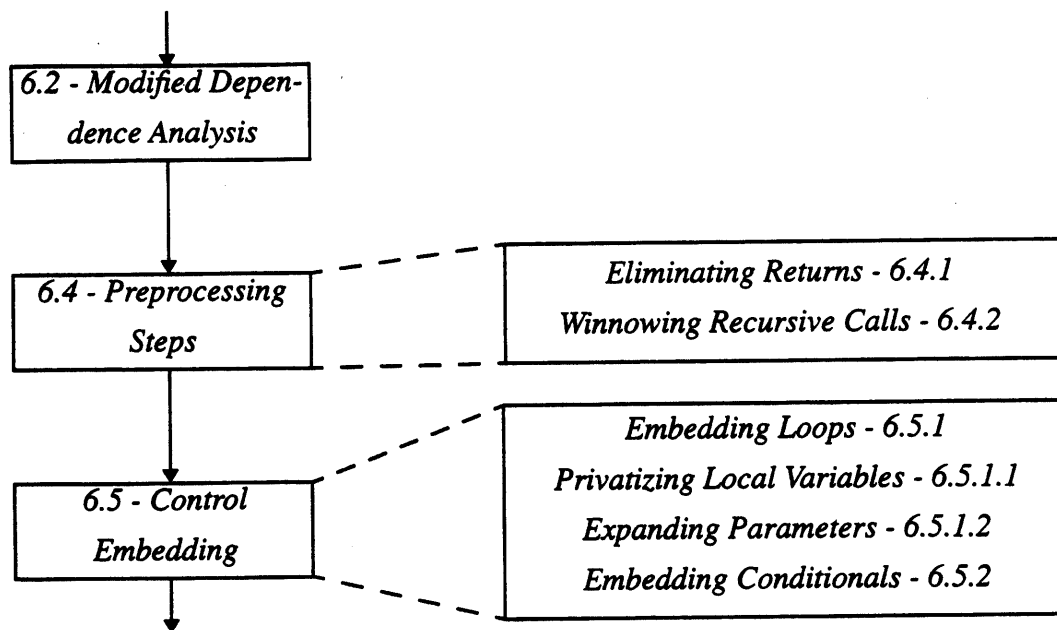 6.2 - Modified Depen-
dence Analysis
6.4 - Preprocessing
Steps
Eliminating Returns - 6.4.1
Winnowing Recursive Calls - 6.4.2
6.5 - Control
Embedding
Embedding Loops - 6.5.1
Privatizing Local Variables - 6.5.1.1
Expanding Parameters - 6.5.1.2
Embedding Conditionals - 6.5.2